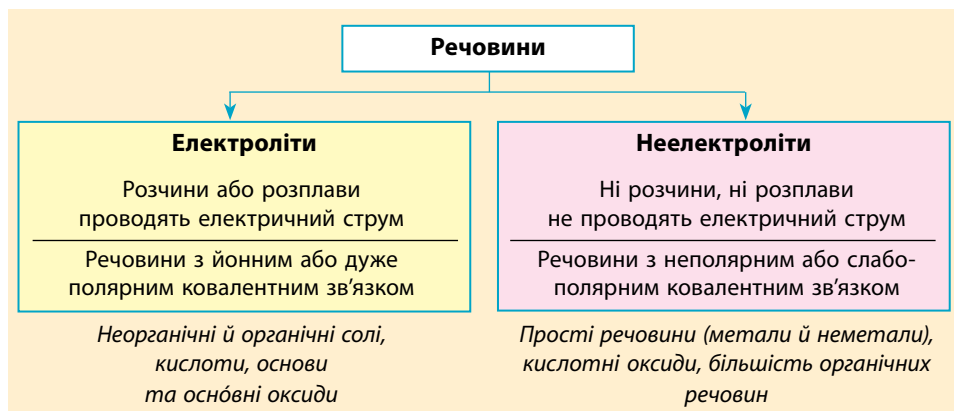 Речовини
Електроліти
Розчини або розплави
проводять електричний струм
Речовини з йонним або дуже
полярним ковалентним зв'язком
Неорганічні й органічні солі,
кислоти, основи
та осно́вні оксиди
Неелектроліти
Ні розчини, ні розплави
не проводять електричний струм
Речовини з неполярним або слабо-
полярним ковалентним зв'язком
Прості речовини (метали й неметали),
кислотні оксиди, більшість органічних
речовин